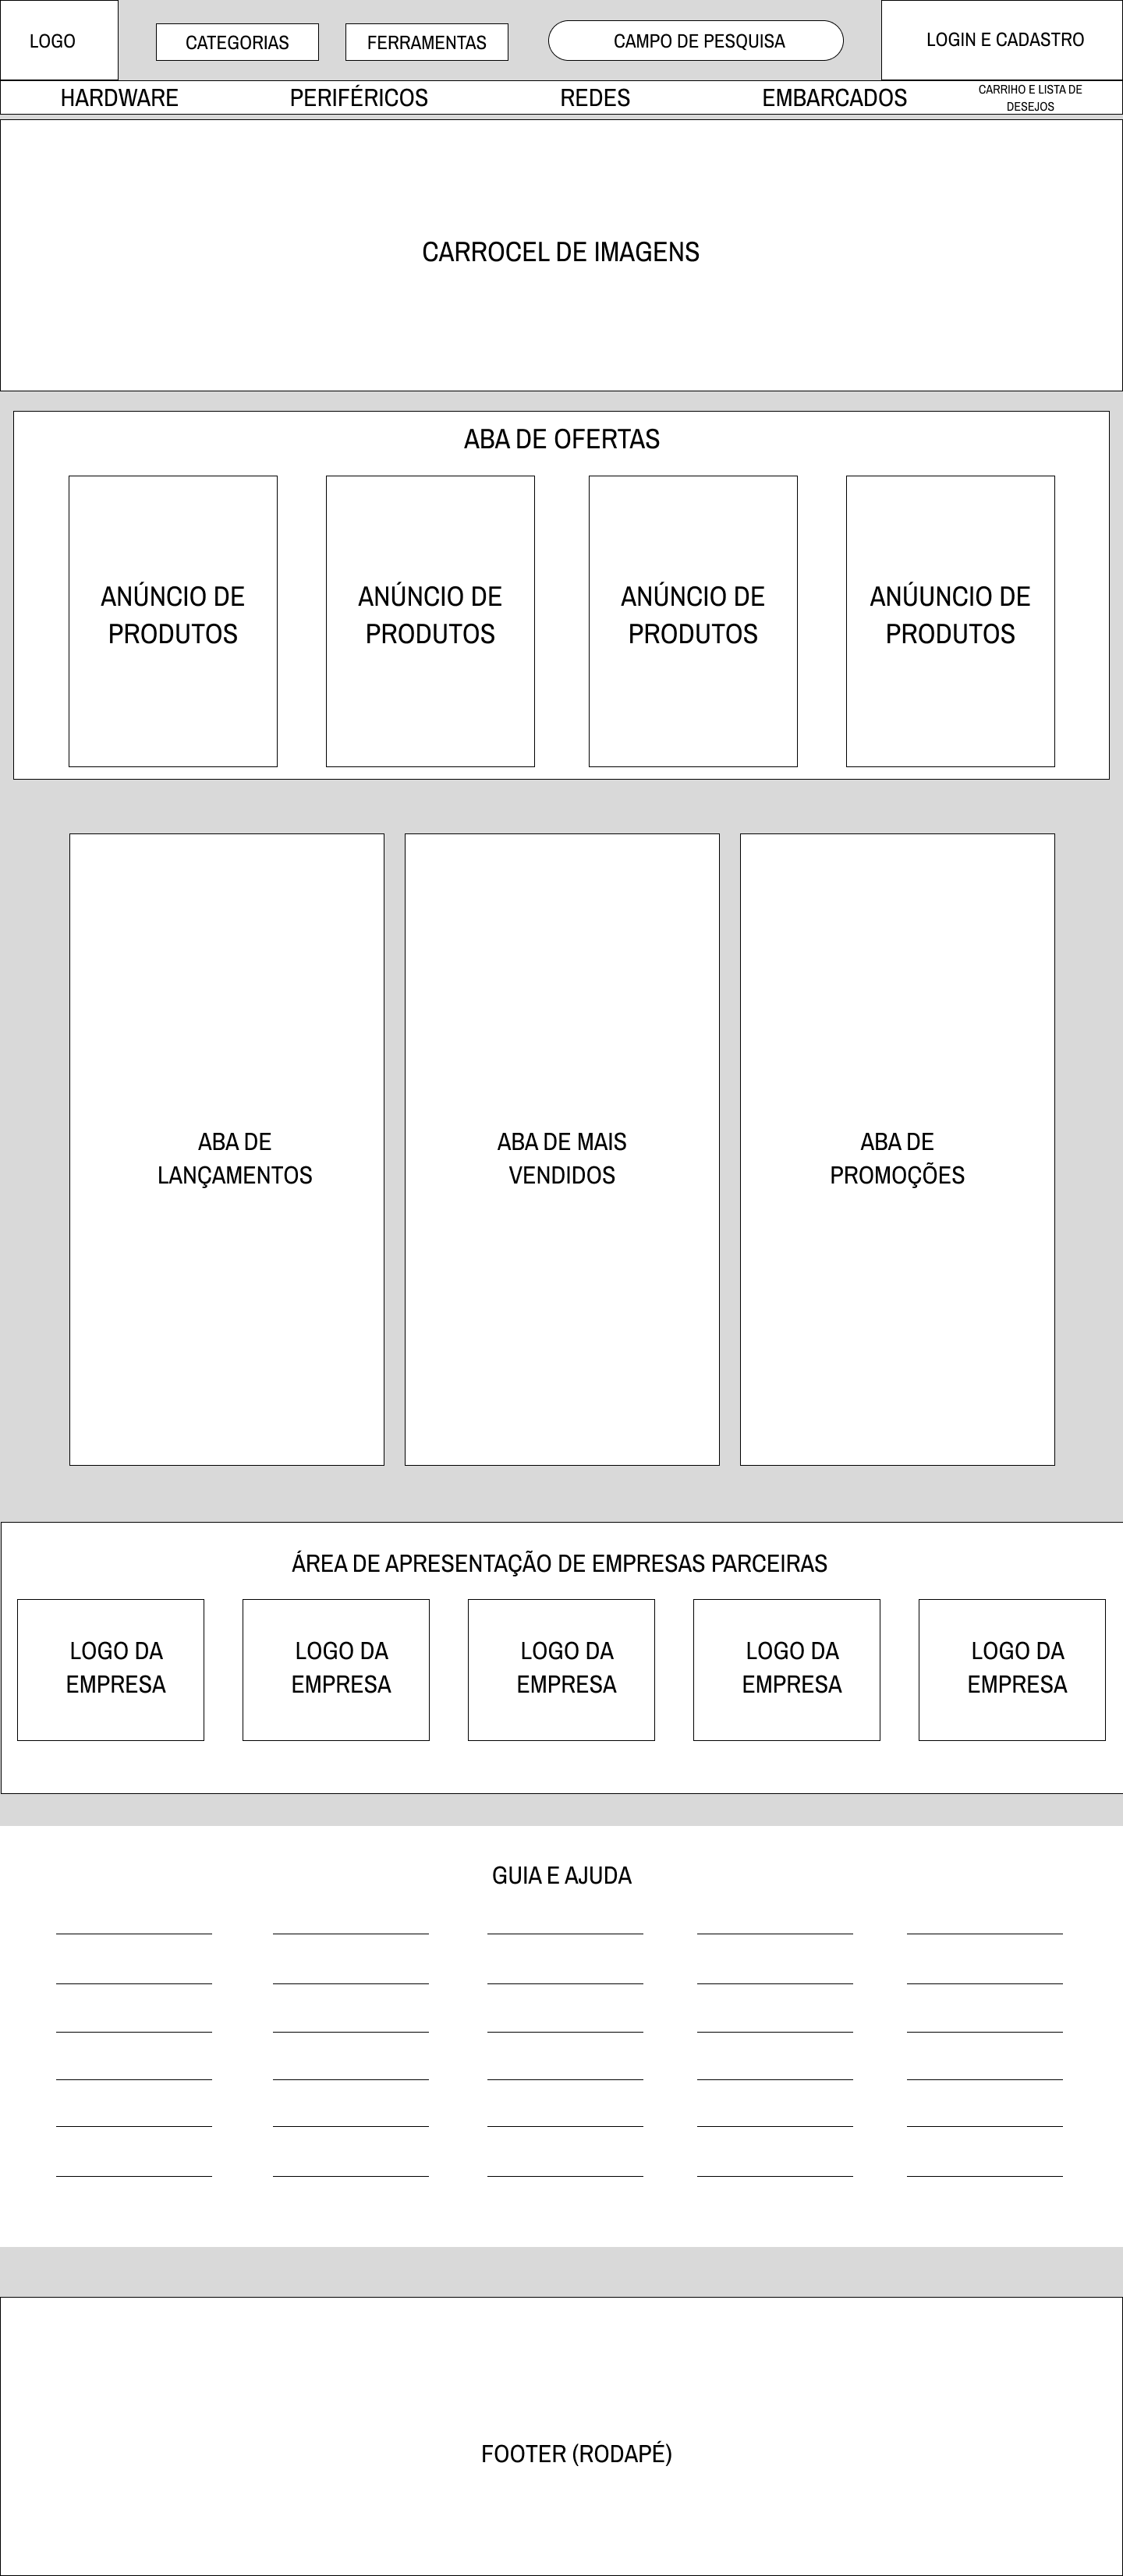 LOGO
CATEGORIAS
FERRAMENTAS
CAMPO DE PESQUISA
LOGIN E CADASTRO
HARDWARE
PERIFÉRICOS
REDES
EMBARCADOS
CARRIHO E LISTA DE
DESEJOS
CARROCEL DE IMAGENS
ABA DE OFERTAS
ANÚNCIO DE
PRODUTOS
ANÚNCIO DE
PRODUTOS
ANÚNCIO DE
PRODUTOS
ANÚUNCIO DE
PRODUTOS
ABA DE
LANÇAMENTOS
ABA DE MAIS
VENDIDOS
ABA DE
PROMOÇÕES
ÁREA DE APRESENTAÇÃO DE EMPRESAS PARCEIRAS
LOGO DA
EMPRESA
LOGO DA
EMPRESA
LOGO DA
EMPRESA
LOGO DA
EMPRESA
LOGO DA
EMPRESA
GUIA E AJUDA
FOOTER (RODAPÉ)